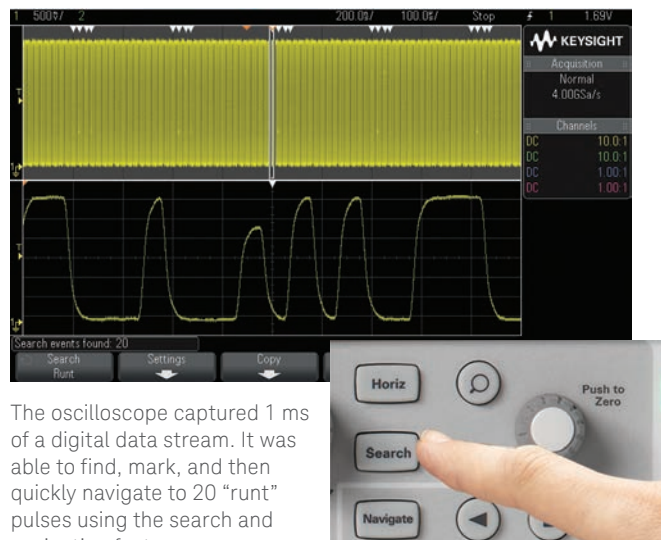 1 500⍭/ 2 200.0s/ 100.0s/ Stop 1 1.69V
KEYSIGHT
Acquisition
Normal
4.00GSa/s
Channels
DC 10.0:1
DC 10.0:1
DC 1.00:1
DC 1.00:1
T
T
Search events found: 20
Search Settings Copy
Runt
The oscilloscope captured 1 ms
of a digital data stream. It was
able to find, mark, and then
quickly navigate to 20 “runt”
pulses using the search and
Horiz
Push to
Zero
Search
Navigate